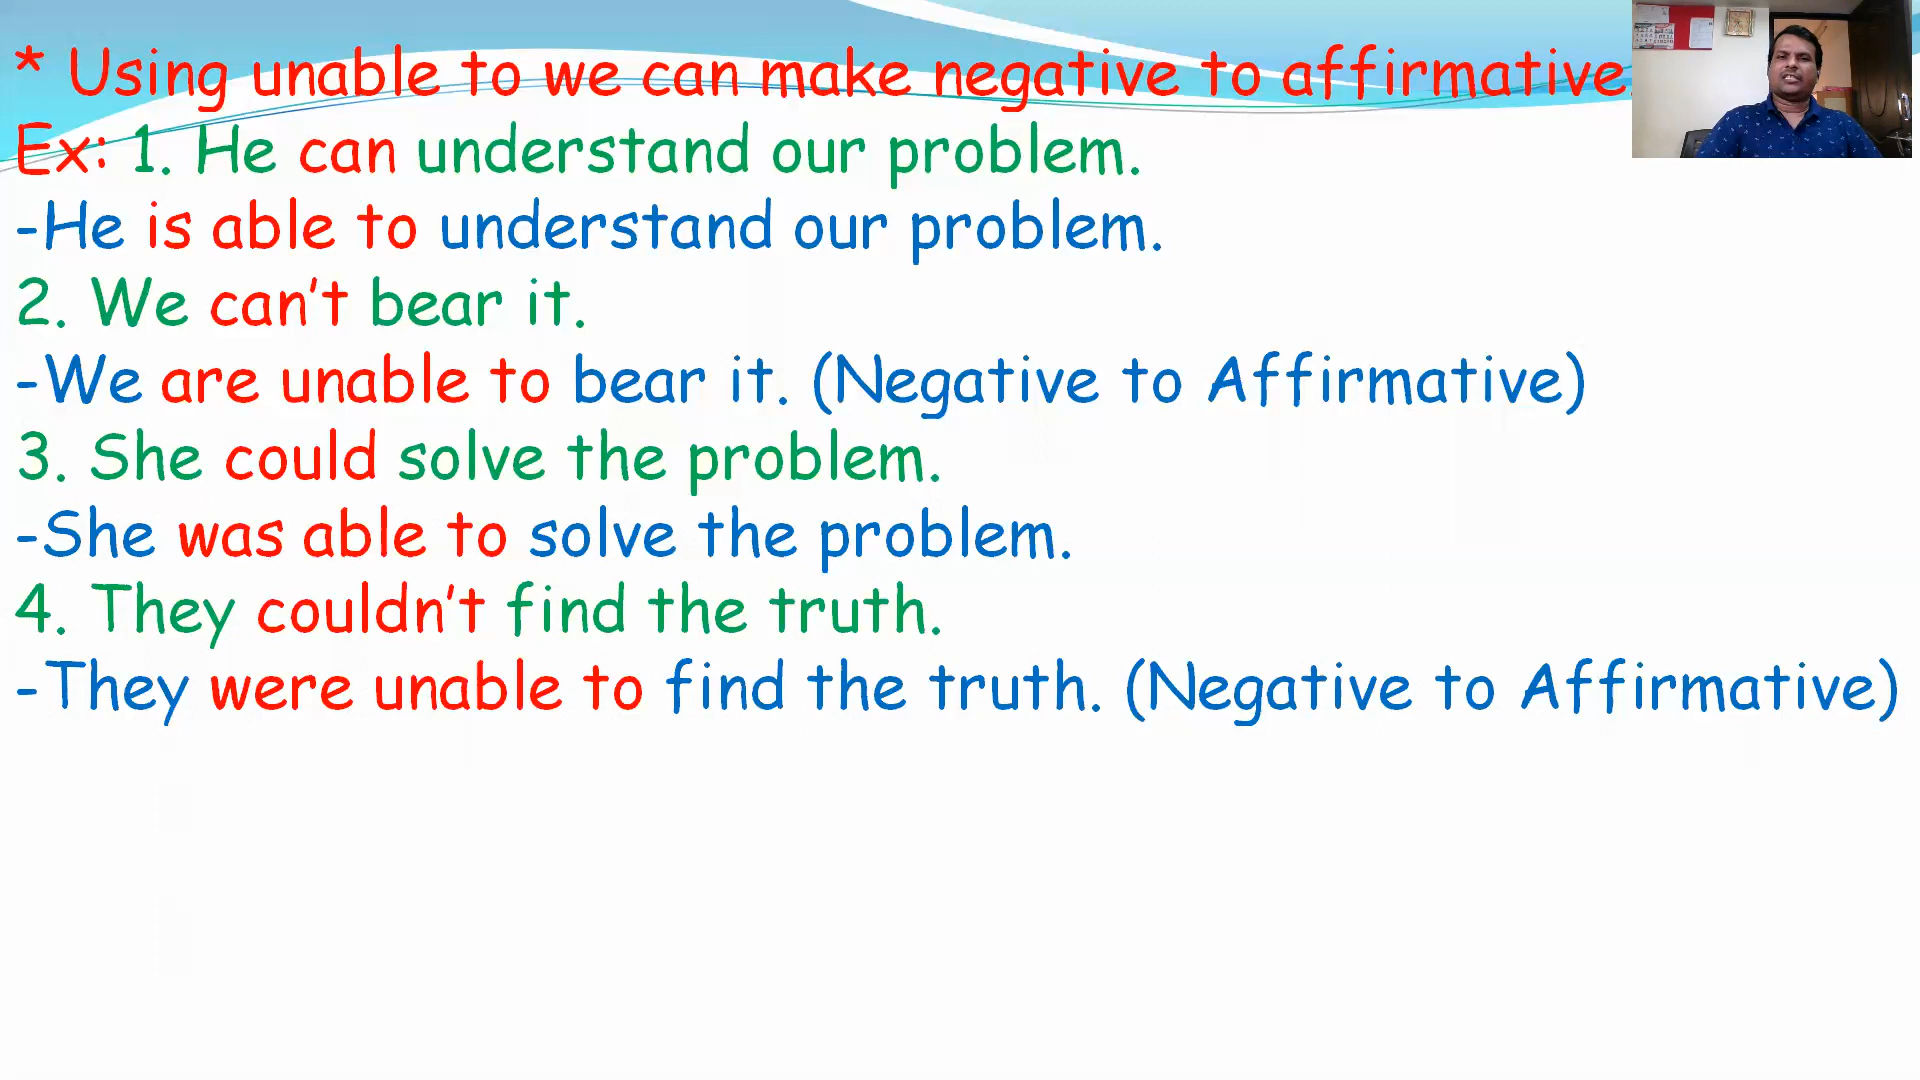 * Using unable to we can make negative to affirmative.
Ex: 1. He can understand our problem.
-He is able to understand our problem.
2. We can’t bear it.
-We are unable to bear it. (Negative to Affirmative)
3. She could solve the problem.
-She was able to solve the problem.
4. They couldn’t find the truth.
-They were unable to find the truth. (Negative to Affirmative)